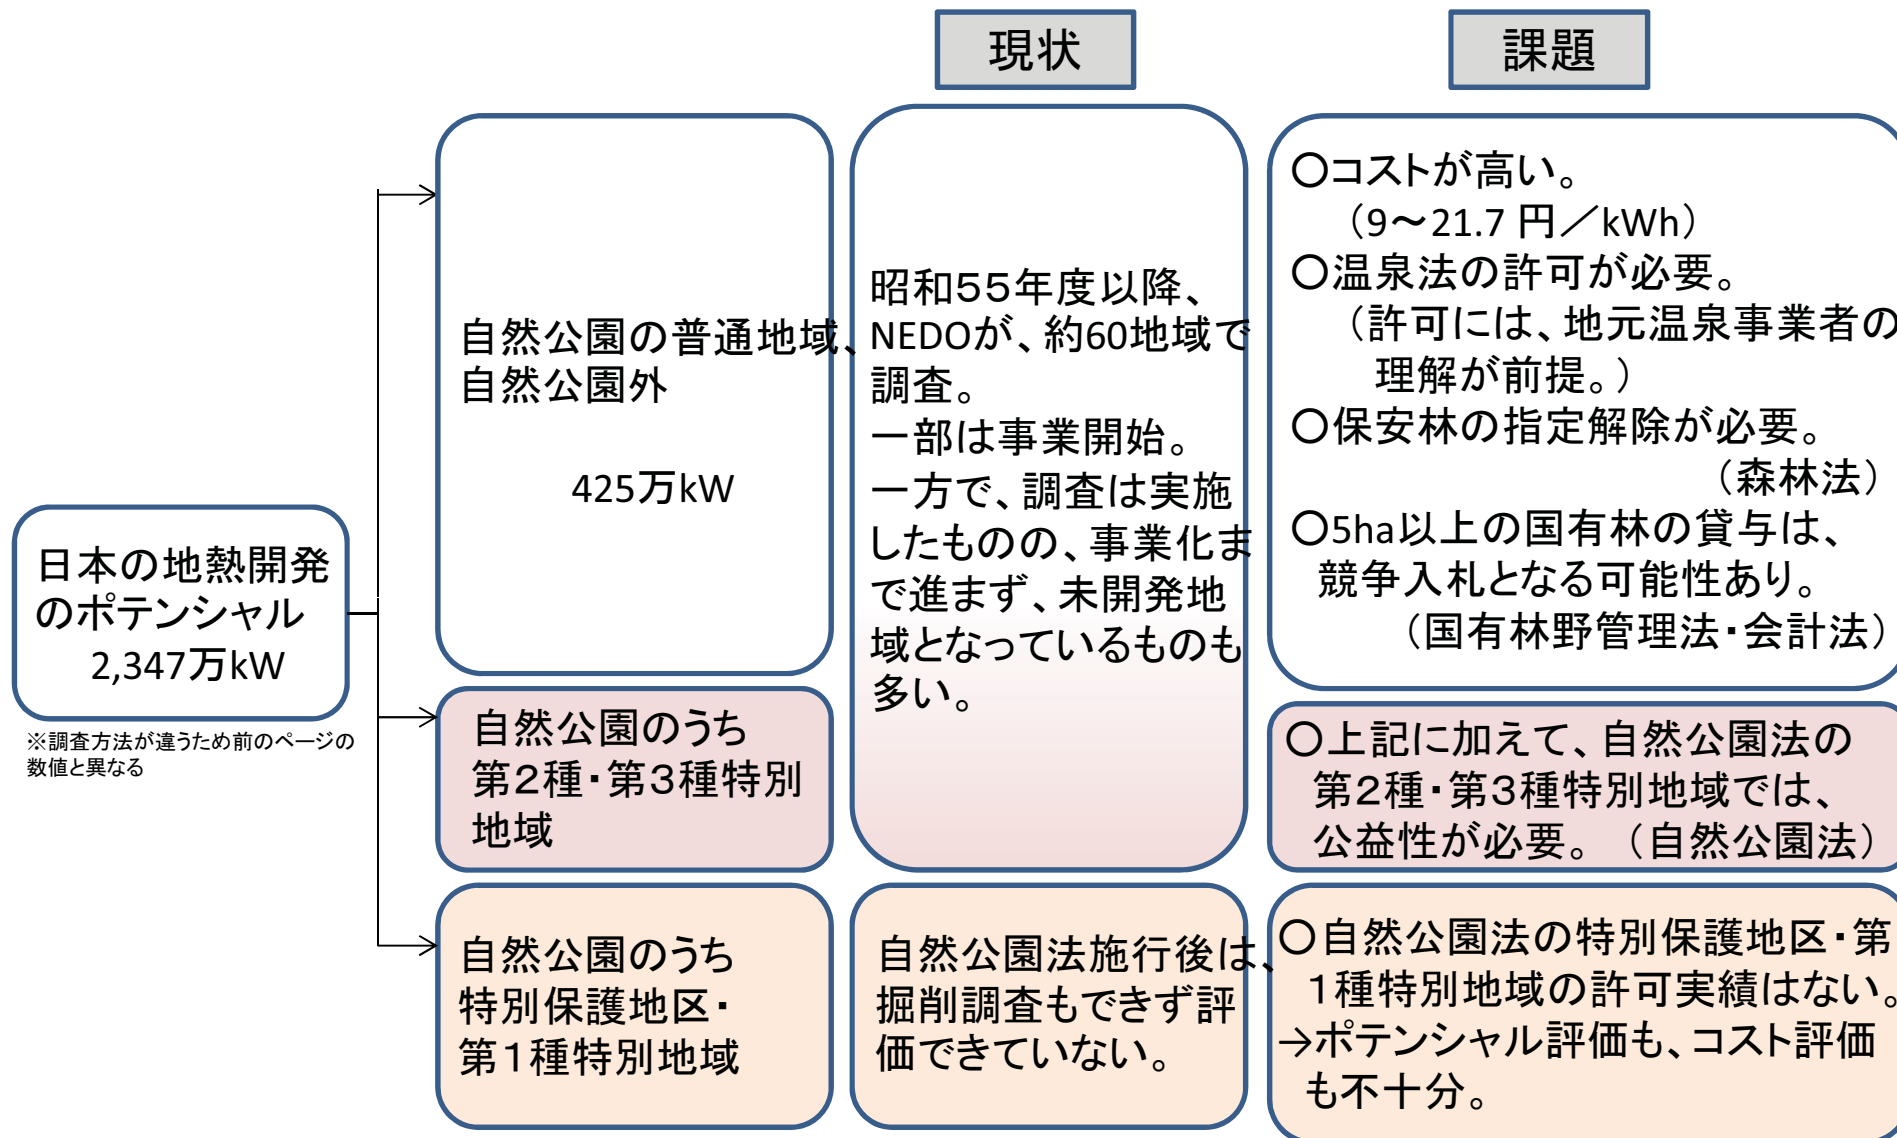 現状
課題
日本の地熱開発
のポテンシャル
2,347万kW
※調査方法が違うため前のページの
数値と異なる
自然公園の普通地域、
自然公園外
425万kW
昭和55年度以降、
NEDOが、約60地域で
調査。
一部は事業開始。
一方で、調査は実施
したものの、事業化ま
で進まず、未開発地
域となっているものも
多い。
○コストが高い。
（9～21.7 円／kWh）
○温泉法の許可が必要。
（許可には、地元温泉事業者の
理解が前提。）
○保安林の指定解除が必要。
（森林法）
○5ha以上の国有林の貸与は、
競争入札となる可能性あり。
（国有林野管理法・会計法）
自然公園のうち
第2種・第3種特別
地域
○上記に加えて、自然公園法の
第2種・第3種特別地域では、
公益性が必要。（自然公園法）
自然公園のうち
特別保護地区・
第1種特別地域
自然公園法施行後は、
掘削調査もできず評
価できていない。
○自然公園法の特別保護地区・第
1種特別地域の許可実績はない。
→ポテンシャル評価も、コスト評価
も不十分。